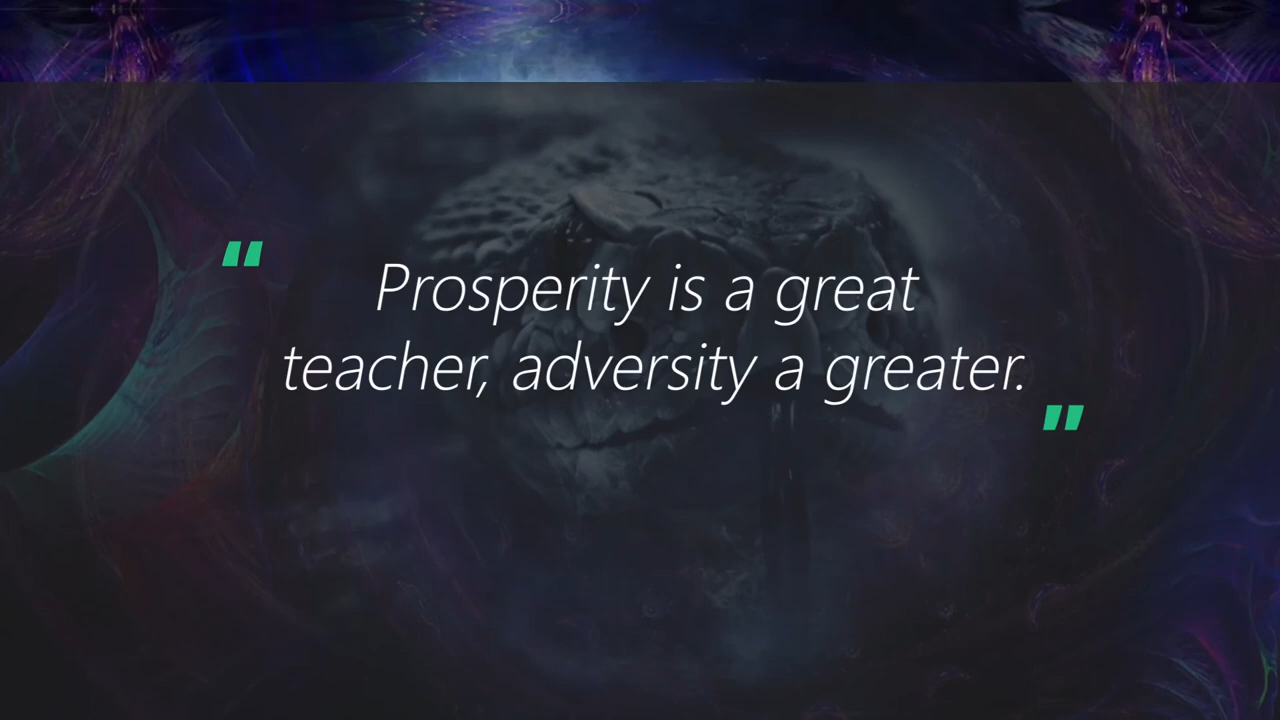 "
Prosperity is a great
teacher, adversity a greater.
"